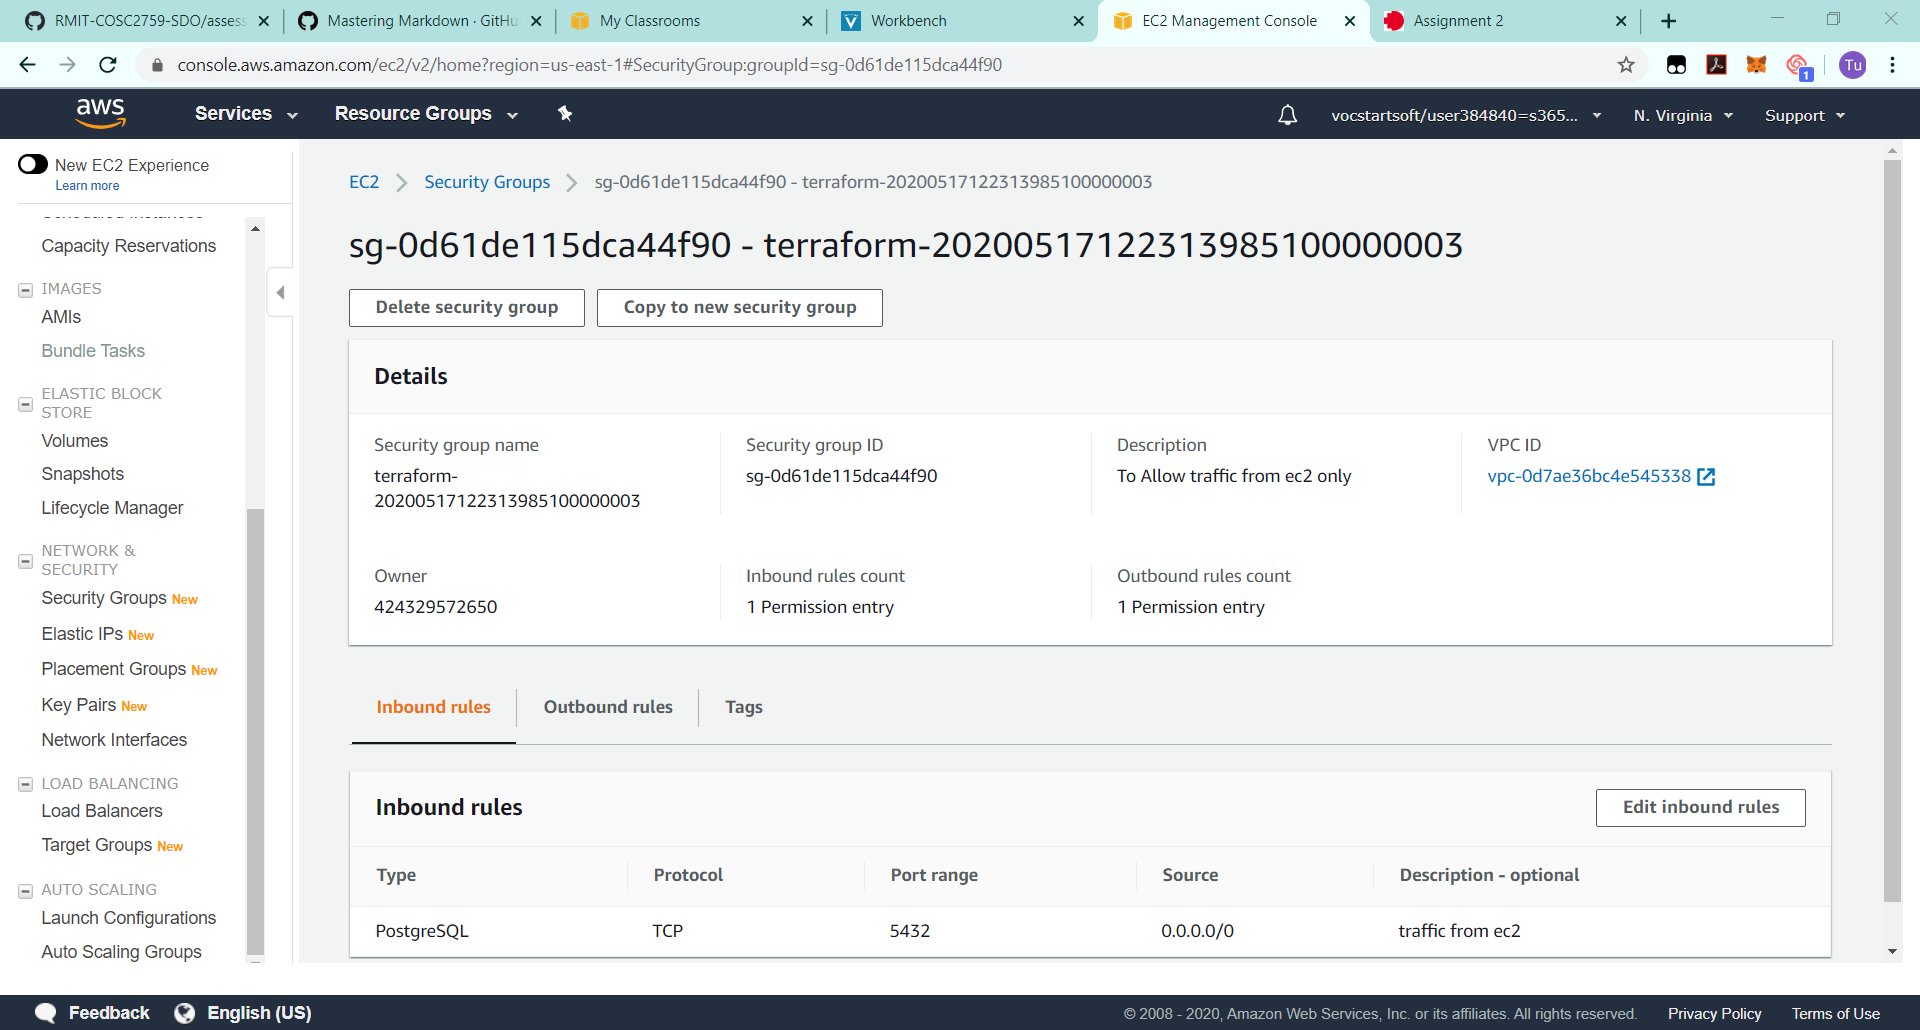 RMIT-COSC2759-SDO/assess
Mastering Markdown · GitHu
My Classrooms
Workbench
EC2 Management Console
Assignment 2
console.aws.amazon.com/ec2/v2/home?region=us-east-1#SecurityGroup:groupId=sg-0d61de115dca44f90
1
Tu
aws
Services
Resource Groups
vocstartsoft/user384840=s365...
N. Virginia
Support
New EC2 Experience
Learn more
Scheduled Instances
Capacity Reservations
IMAGES
AMIs
Bundle Tasks
ELASTIC BLOCK
STORE
Volumes
Snapshots
Lifecycle Manager
NETWORK &
SECURITY
Security Groups New
Elastic IPs New
Placement Groups New
Key Pairs New
Network Interfaces
LOAD BALANCING
Load Balancers
Target Groups New
AUTO SCALING
Launch Configurations
Auto Scaling Groups
EC2 > Security Groups > sg-0d61de115dca44f90 - terraform-20200517122313985100000003
sg-0d61de115dca44f90 - terraform-20200517122313985100000003
Delete security group
Copy to new security group
Details
Security group name
terraform-
20200517122313985100000003
Security group ID
sg-0d61de115dca44f90
Description
To Allow traffic from ec2 only
VPC ID
vpc-0d7ae36bc4e545338
Owner
424329572650
Inbound rules count
1 Permission entry
Outbound rules count
1 Permission entry
Inbound rules
Outbound rules
Tags
Inbound rules
Edit inbound rules
Type Protocol Port range Source Description - optional
PostgreSQL TCP 5432 0.0.0.0/0 traffic from ec2
Feedback
English (US)
© 2008 - 2020, Amazon Web Services, Inc. or its affiliates. All rights reserved.
Privacy Policy
Terms of Use